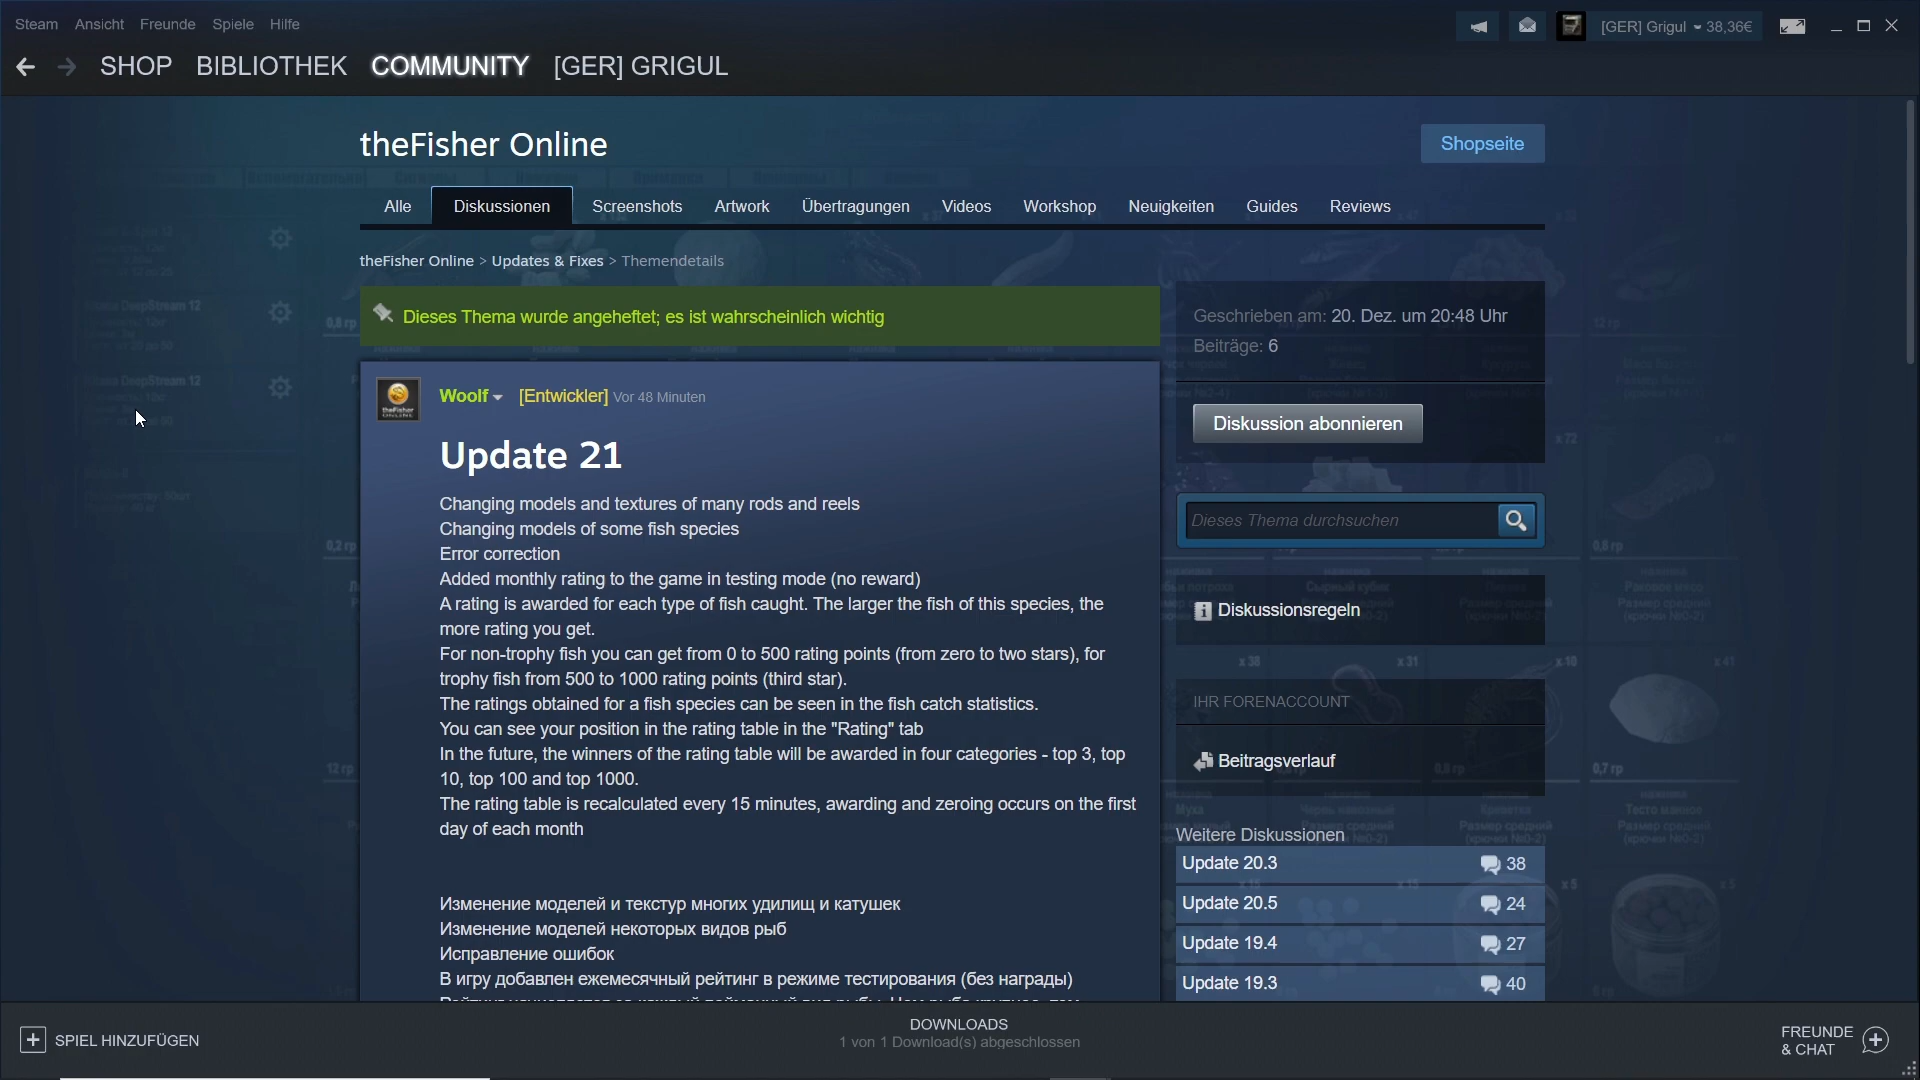 Steam Ansicht Freunde Spiele Hilfe
[GER] Grigul 38,36€
SHOP BIBLIOTHEK COMMUNITY [GER] GRIGUL
theFisher Online
Shopseite
Alle Diskussionen Screenshots Artwork Übertragungen Videos Workshop Neuigkeiten Guides Reviews
theFisher Online > Updates & Fixes > Themendetails
Dieses Thema wurde angeheftet; es ist wahrscheinlich wichtig
Woolf [Entwickler] Vor 48 Minuten
Update 21
Changing models and textures of many rods and reels
Changing models of some fish species
Error correction
Added monthly rating to the game in testing mode (no reward)
A rating is awarded for each type of fish caught. The larger the fish of this species, the
more rating you get.
For non-trophy fish you can get from 0 to 500 rating points (from zero to two stars), for
trophy fish from 500 to 1000 rating points (third star).
The ratings obtained for a fish species can be seen in the fish catch statistics.
You can see your position in the rating table in the "Rating" tab
In the future, the winners of the rating table will be awarded in four categories - top 3, top
10, top 100 and top 1000.
The rating table is recalculated every 15 minutes, awarding and zeroing occurs on the first
day of each month
Изменение моделей и текстур многих удилищ и катушек
Изменение моделей некоторых видов рыб
Исправление ошибок
В игру добавлен ежемесячный рейтинг в режиме тестирования (без награды)
Geschrieben am: 20. Dez. um 20:48 Uhr
Beiträge: 6
Diskussion abonnieren
Dieses Thema durchsuchen
Diskussionsregeln
IHR FORENACCOUNT
Beitragsverlauf
Weitere Diskussionen
Update 20.3 38
Update 20.5 24
Update 19.4 27
Update 19.3 40
SPIEL HINZUFÜGEN
DOWNLOADS
1 von 1 Download(s) abgeschlossen
FREUNDE
& CHAT